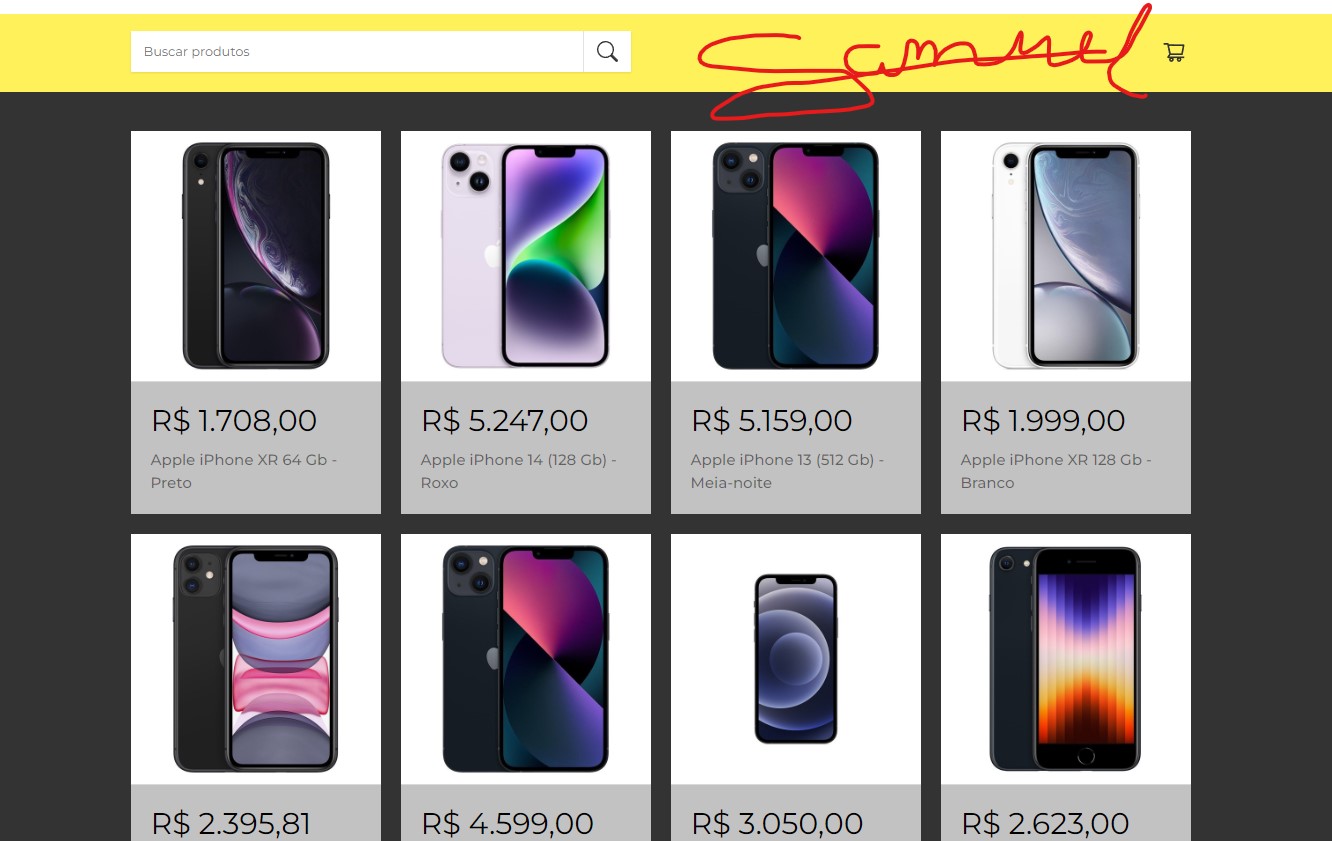 Buscar produtos
Samuel
R$ 1.708,00
Apple iPhone XR 64 Gb -
Preto
R$ 5.247,00
Apple iPhone 14 (128 Gb) -
Roxo
R$ 5.159,00
Apple iPhone 13 (512 Gb) -
Meia-noite
R$ 1.999,00
Apple iPhone XR 128 Gb -
Branco
R$ 2.395,81
R$ 4.599,00
R$ 3.050,00
R$ 2.623,00